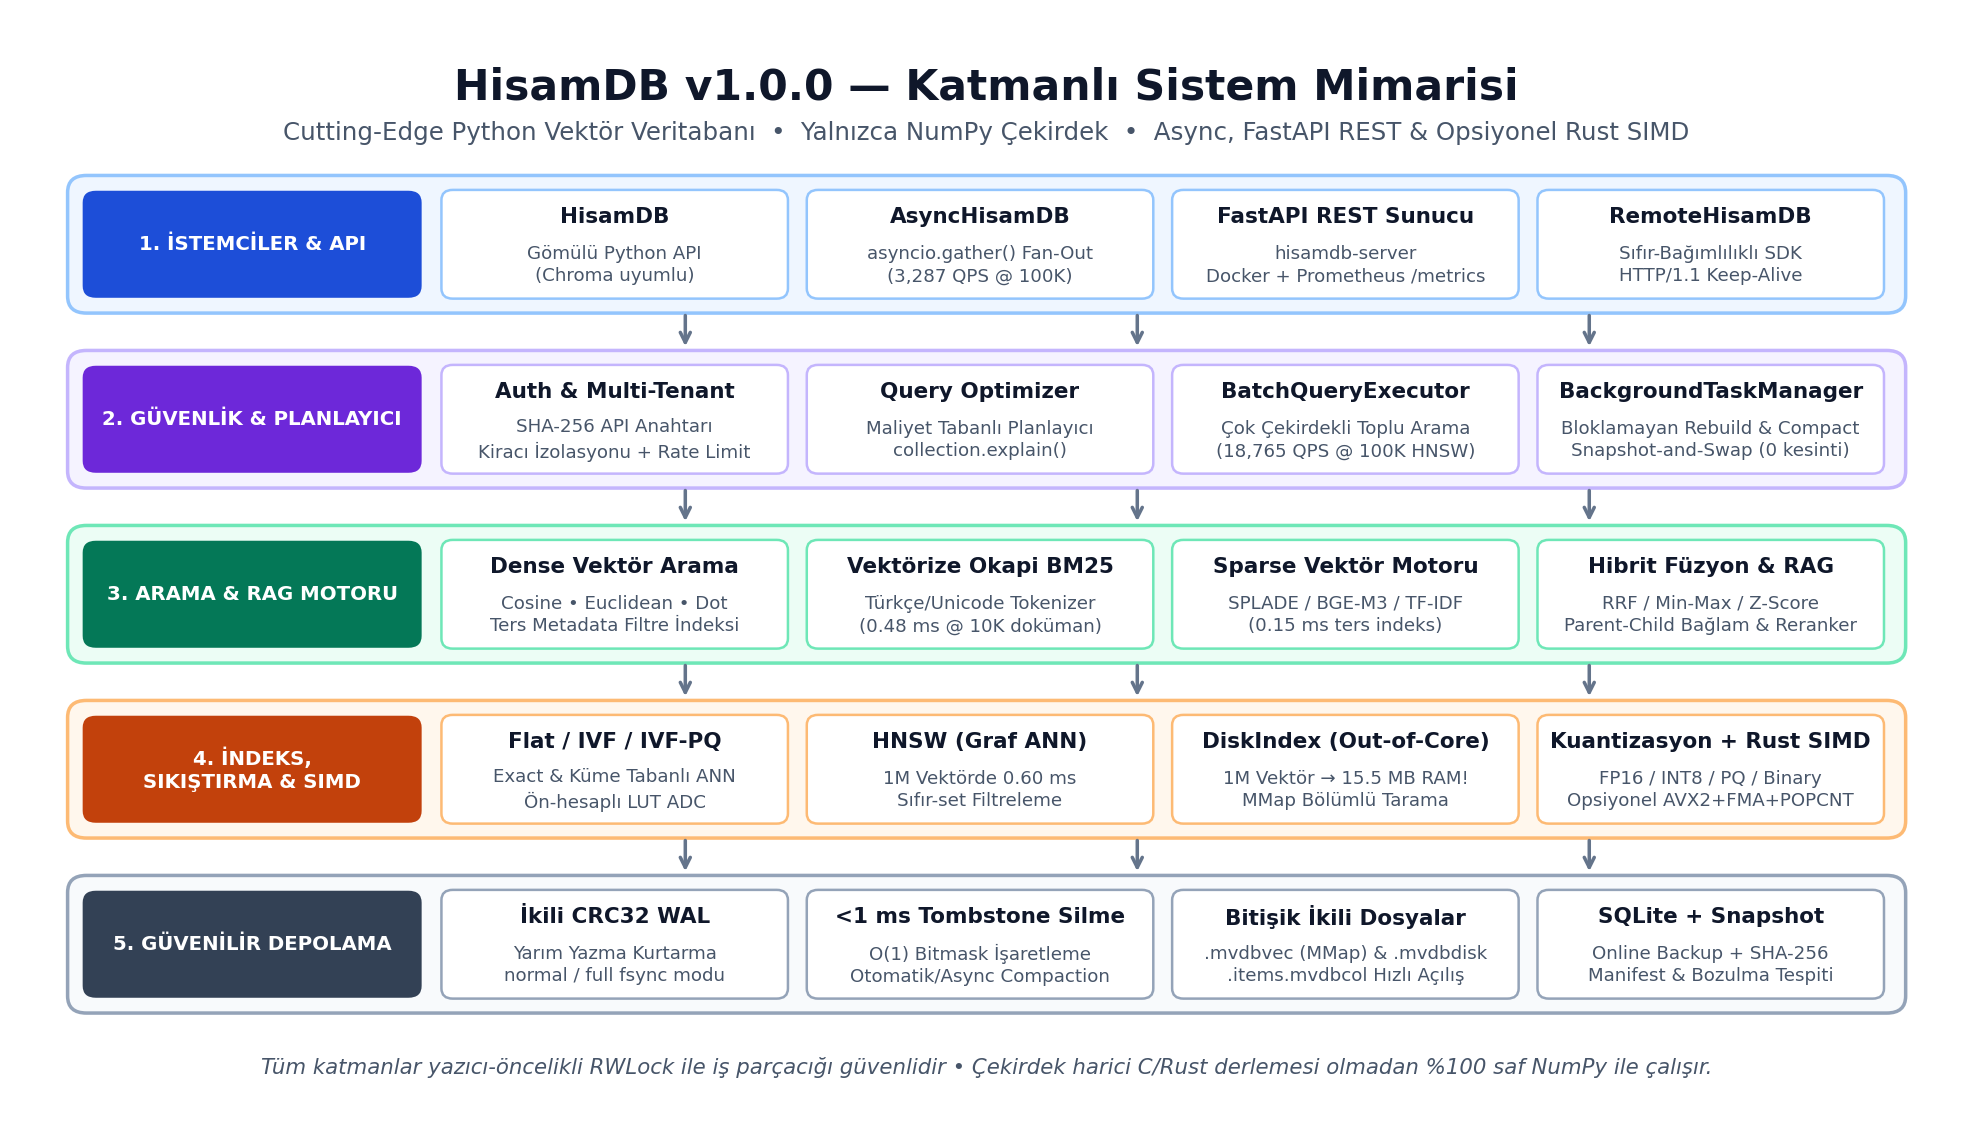 HisamDB v1.0.0 — Katmanlı Sistem Mimarisi
Cutting-Edge Python Vektör Veritabanı • Yalnızca NumPy Çekirdek • Async, FastAPI REST & Opsiyonel Rust SIMD
1. İSTEMCİLER & API
HisamDB
Gömülü Python API
(Chroma uyumlu)
AsyncHisamDB
asyncio.gather() Fan-Out
(3,287 QPS @ 100K)
FastAPI REST Sunucu
hisamdb-server
Docker + Prometheus /metrics
RemoteHisamDB
Sıfır-Bağımlılıklı SDK
HTTP/1.1 Keep-Alive
2. GÜVENLİK & PLANLAYICI
Auth & Multi-Tenant
SHA-256 API Anahtarı
Kiracı İzolasyonu + Rate Limit
Query Optimizer
Maliyet Tabanlı Planlayıcı
collection.explain()
BatchQueryExecutor
Çok Çekirdekli Toplu Arama
(18,765 QPS @ 100K HNSW)
BackgroundTaskManager
Bloklamayan Rebuild & Compact
Snapshot-and-Swap (0 kesinti)
3. ARAMA & RAG MOTORU
Dense Vektör Arama
Cosine • Euclidean • Dot
Ters Metadata Filtre İndeksi
Vektörize Okapi BM25
Türkçe/Unicode Tokenizer
(0.48 ms @ 10K doküman)
Sparse Vektör Motoru
SPLADE / BGE-M3 / TF-IDF
(0.15 ms ters indeks)
Hibrit Füzyon & RAG
RRF / Min-Max / Z-Score
Parent-Child Bağlam & Reranker
4. İNDEKS,
SIKIŞTIRMA & SIMD
Flat / IVF / IVF-PQ
Exact & Küme Tabanlı ANN
Ön-hesaplı LUT ADC
HNSW (Graf ANN)
1M Vektörde 0.60 ms
Sıfır-set Filtreleme
DiskIndex (Out-of-Core)
1M Vektör → 15.5 MB RAM!
MMap Bölümlü Tarama
Kuantizasyon + Rust SIMD
FP16 / INT8 / PQ / Binary
Opsiyonel AVX2+FMA+POPCNT
5. GÜVENİLİR DEPOLAMA
İkili CRC32 WAL
Yarım Yazma Kurtarma
normal / full fsync modu
<1 ms Tombstone Silme
O(1) Bitmask İşaretleme
Otomatik/Async Compaction
Bitişik İkili Dosyalar
.mvdbvec (MMap) & .mvdbdisk
.items.mvdbcol Hızlı Açılış
SQLite + Snapshot
Online Backup + SHA-256
Manifest & Bozulma Tespiti
Tüm katmanlar yazıcı-öncelikli RWLock ile iş parçacığı güvenlidir • Çekirdek harici C/Rust derlemesi olmadan %100 saf NumPy ile çalışır.